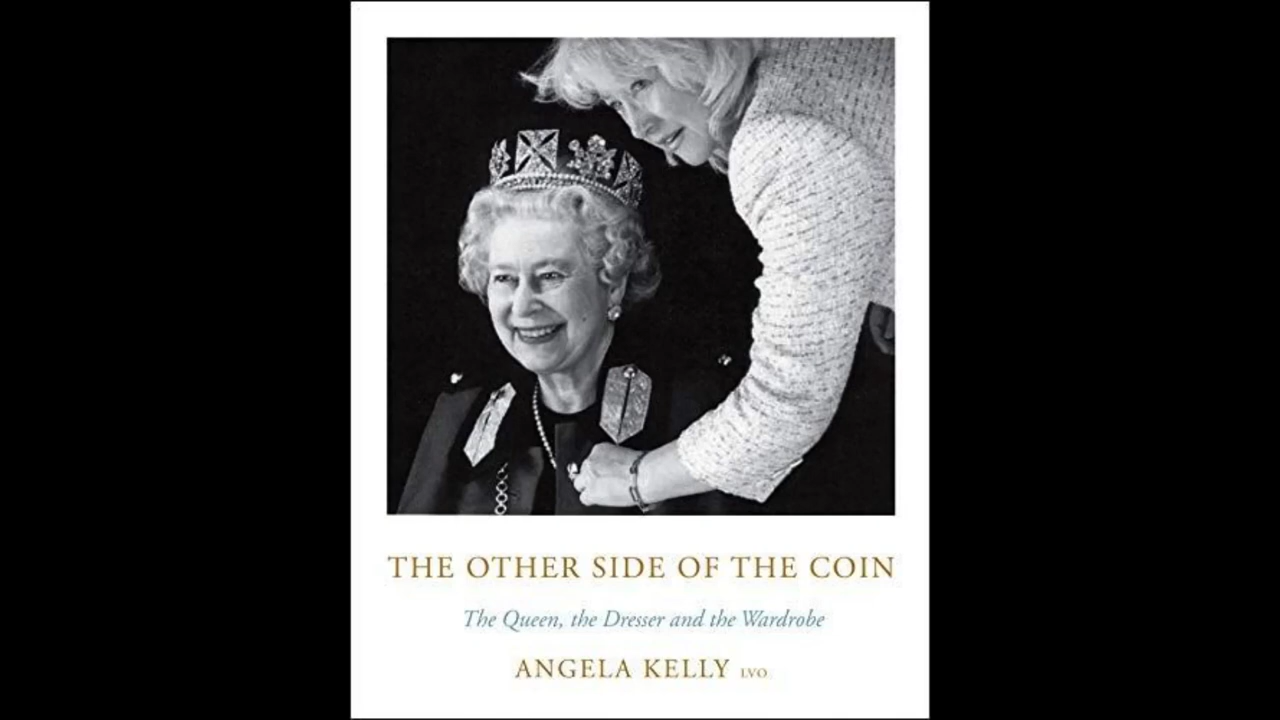 THE OTHER SIDE OF THE COIN
The Queen, the Dresser and the Wardrobe
ANGELA KELLY LVO